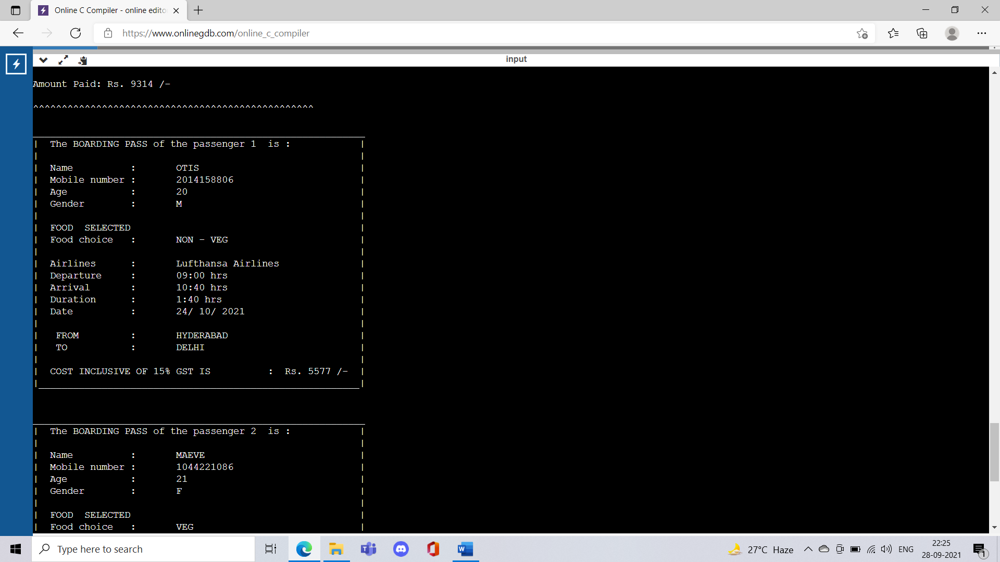 Online C Compiler - online edito
https://www.onlinegdb.com/online_c_compiler
input
Amount Paid: Rs. 9314 /-
^^^^^^^^^^^^^^^^^^^^^^^^^^^^^^^^^^^^^^^^^^^^^^^^^
| The BOARDING PASS of the passenger 1  is : |
| Name : OTIS |
| Mobile number : 2014158806 |
| Age : 20 |
| Gender : M |
| FOOD  SELECTED |
| Food choice : NON - VEG |
| Airlines : Lufthansa Airlines |
| Departure : 09:00 hrs |
| Arrival : 10:40 hrs |
| Duration : 1:40 hrs |
| Date : 24/ 10/ 2021 |
| FROM : HYDERABAD |
| TO : DELHI |
| COST INCLUSIVE OF 15% GST IS : Rs. 5577 /- |
| The BOARDING PASS of the passenger 2  is : |
| Name : MAEVE |
| Mobile number : 1044221086 |
| Age : 21 |
| Gender : F |
| FOOD  SELECTED |
| Food choice : VEG |
Type here to search
27°C Haze
ENG
22:25
28-09-2021
1